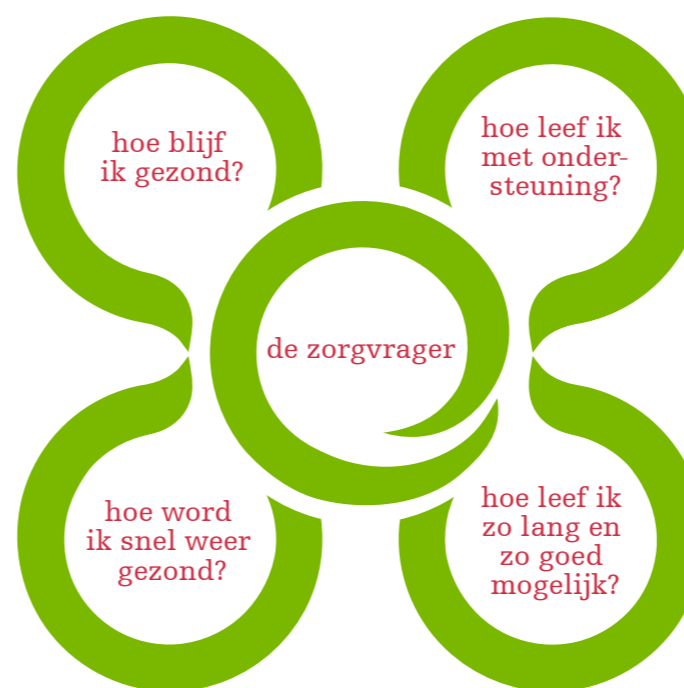 hoe blijf
ik gezond?
hoe leef ik
met onder-
steuning?
de zorgvrager
hoe word
ik snel weer
gezond?
hoe leef ik
zo lang en
zo goed
mogelijk?